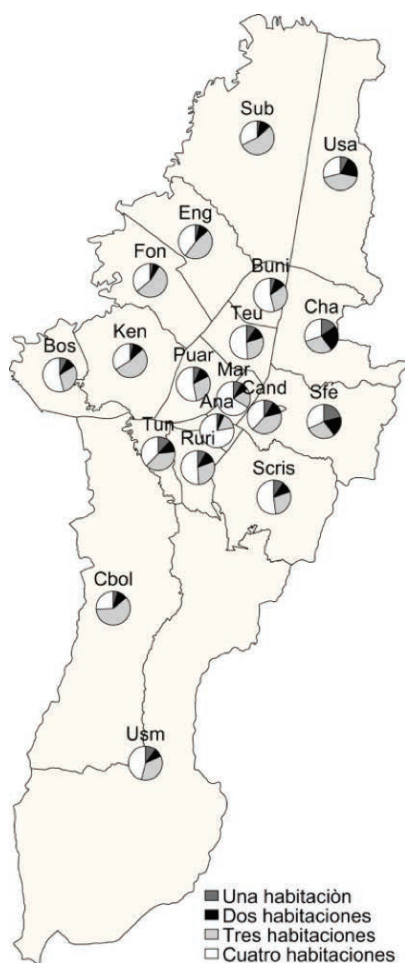 Sub
Usa
Eng
Fon
Buni
Cha
Teu
Bos
Ken
Puar
Mar
Cand
Sfe
Ana
Tun
Ruri
Scris
Cbol
Usm
Una habitaciòn
Dos habitaciones
Tres habitaciones
Cuatro habitaciones